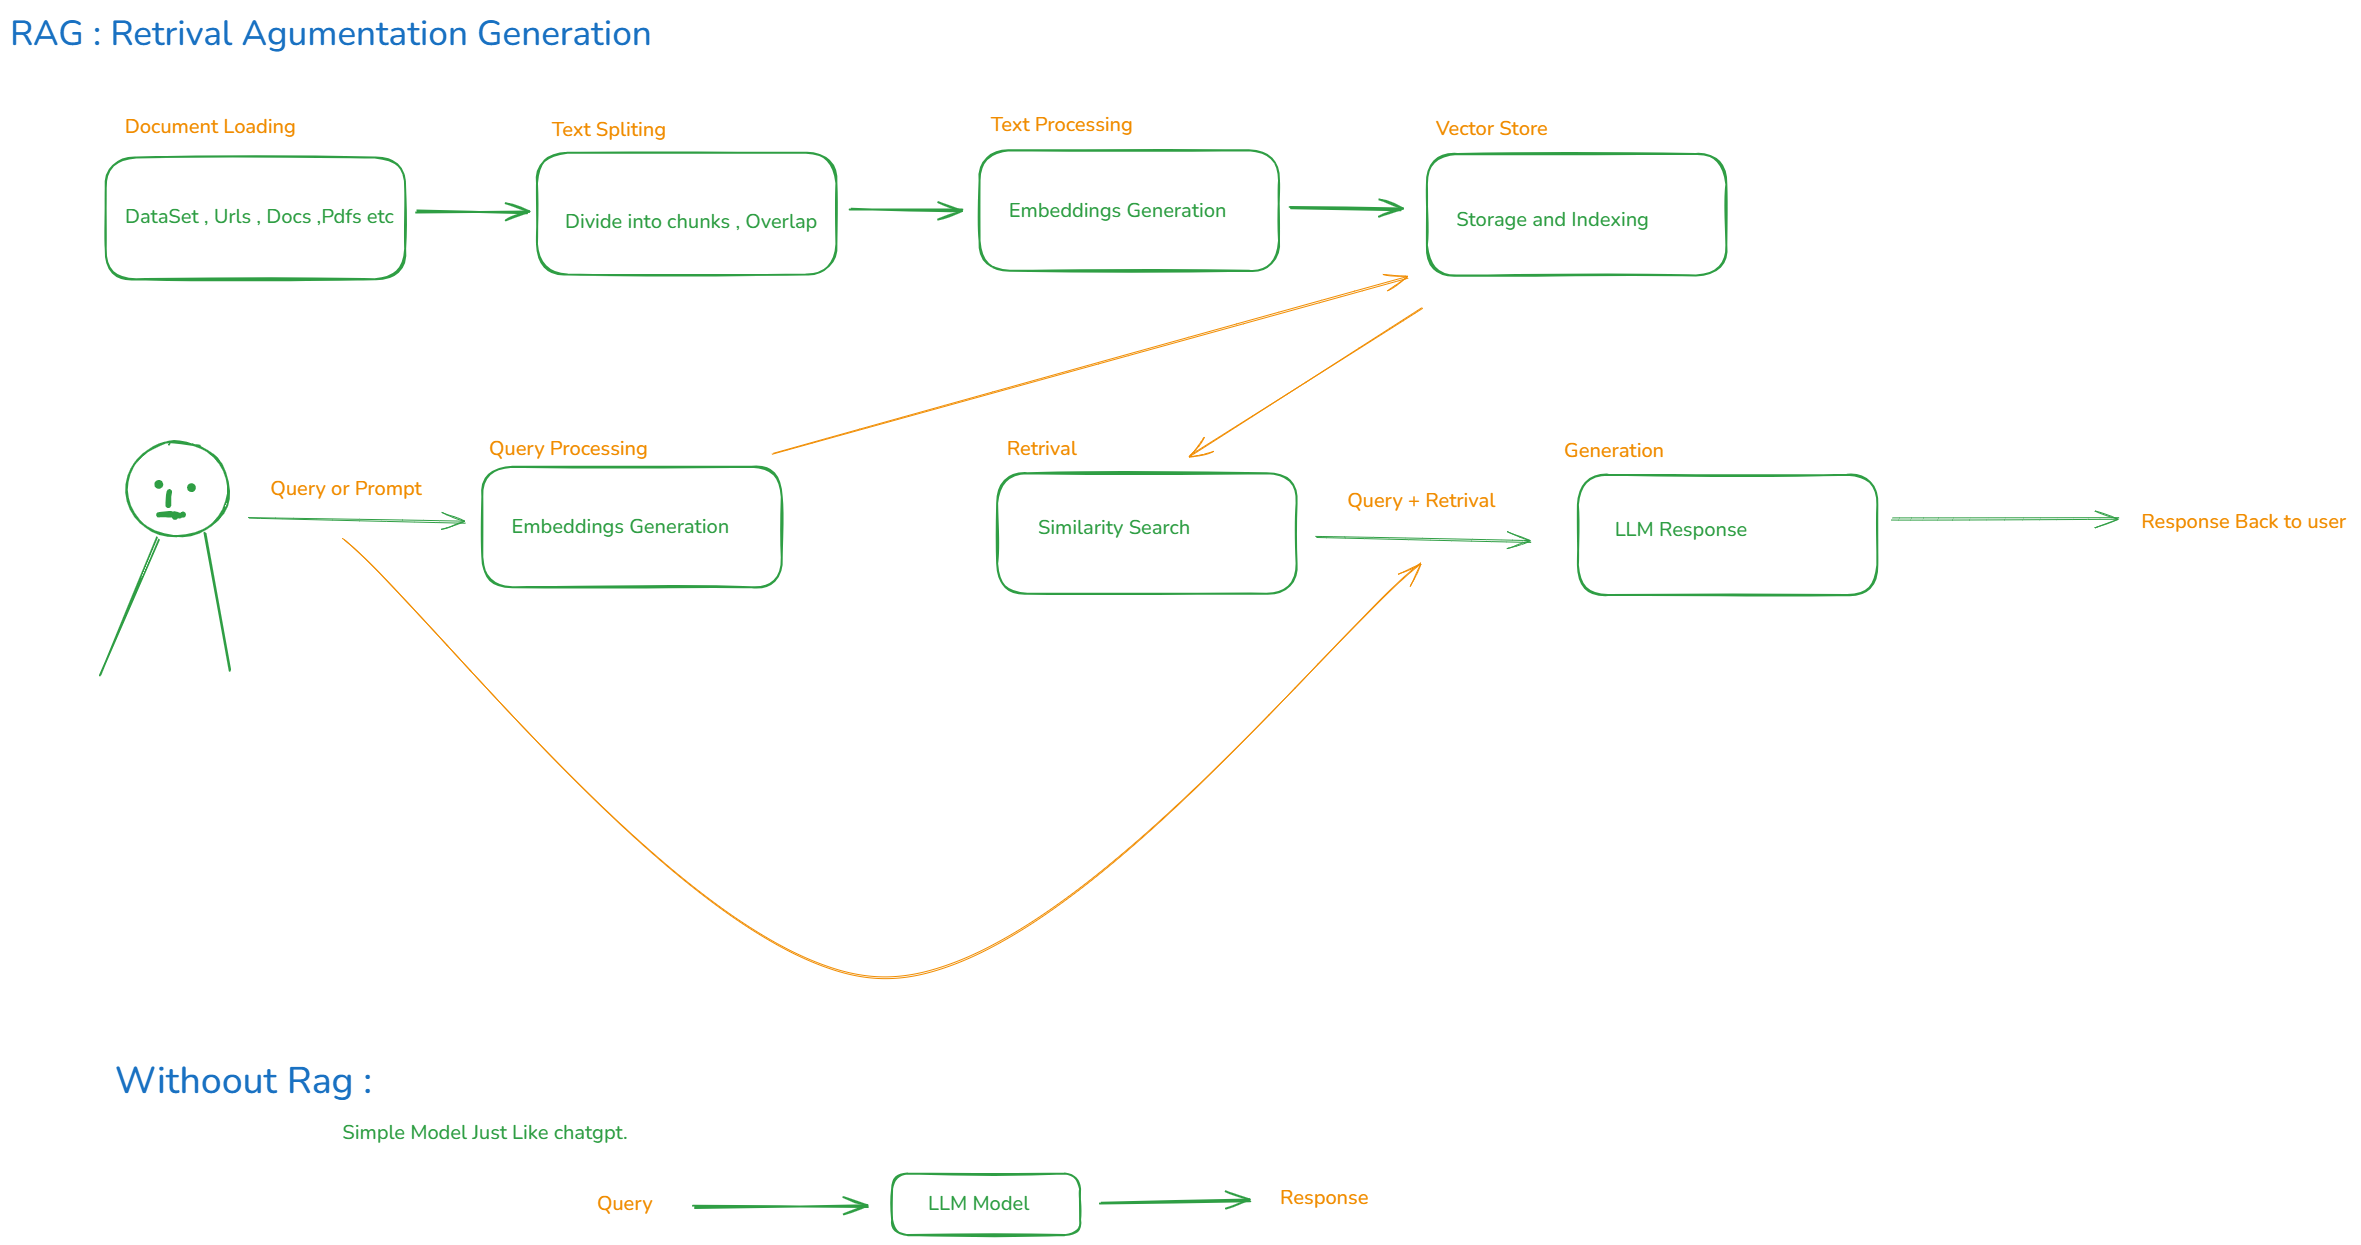 RAG : Retrival Agumentation Generation
Document Loading
Text Spliting
Text Processing
Vector Store
DataSet , Urls , Docs ,Pdfs etc
Divide into chunks , Overlap
Embeddings Generation
Storage and Indexing
Query Processing
Retrival
Generation
Query or Prompt
Query + Retrival
Embeddings Generation
Similarity Search
LLM Response
Response Back to user
Withoout Rag :
Simple Model Just Like chatgpt.
Query
LLM Model
Response